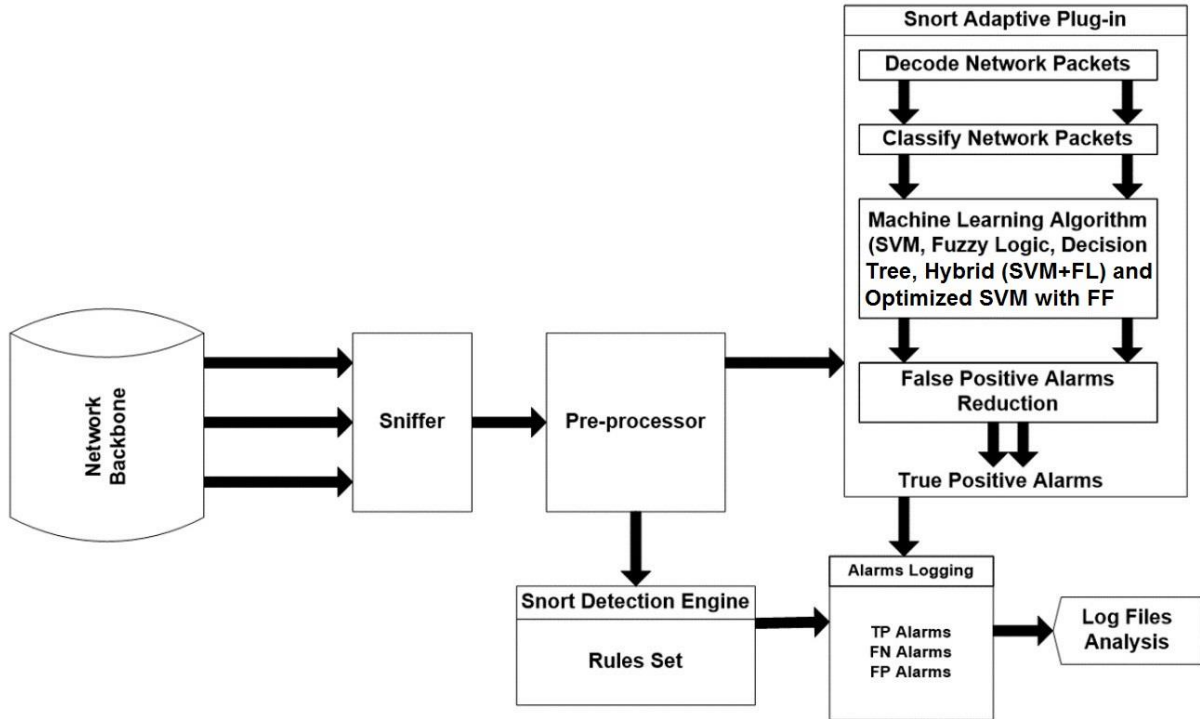 Snort Adaptive Plug-in
Decode Network Packets
Classify Network Packets
Machine Learning Algorithm
(SVM, Fuzzy Logic, Decision
Tree, Hybrid (SVM+FL) and
Optimized SVM with FF
False Positive Alarms
Reduction
True Positive Alarms
Network
Backbone
Sniffer
Pre-processor
Snort Detection Engine
Rules Set
Alarms Logging
TP Alarms
FN Alarms
FP Alarms
Log Files
Analysis